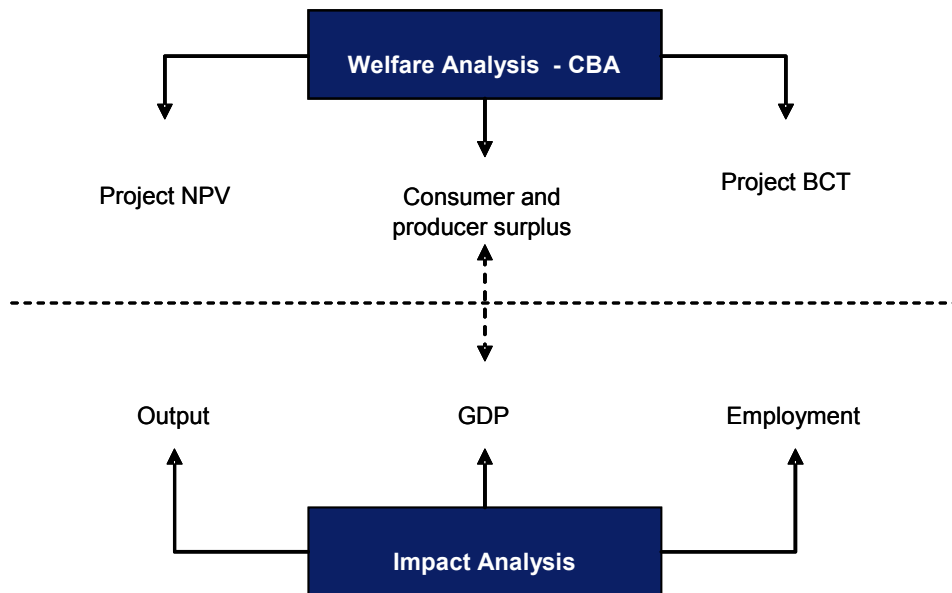 Welfare Analysis - CBA
Project NPV
Consumer and
producer surplus
Project BCT
Output
GDP
Employment
Impact Analysis